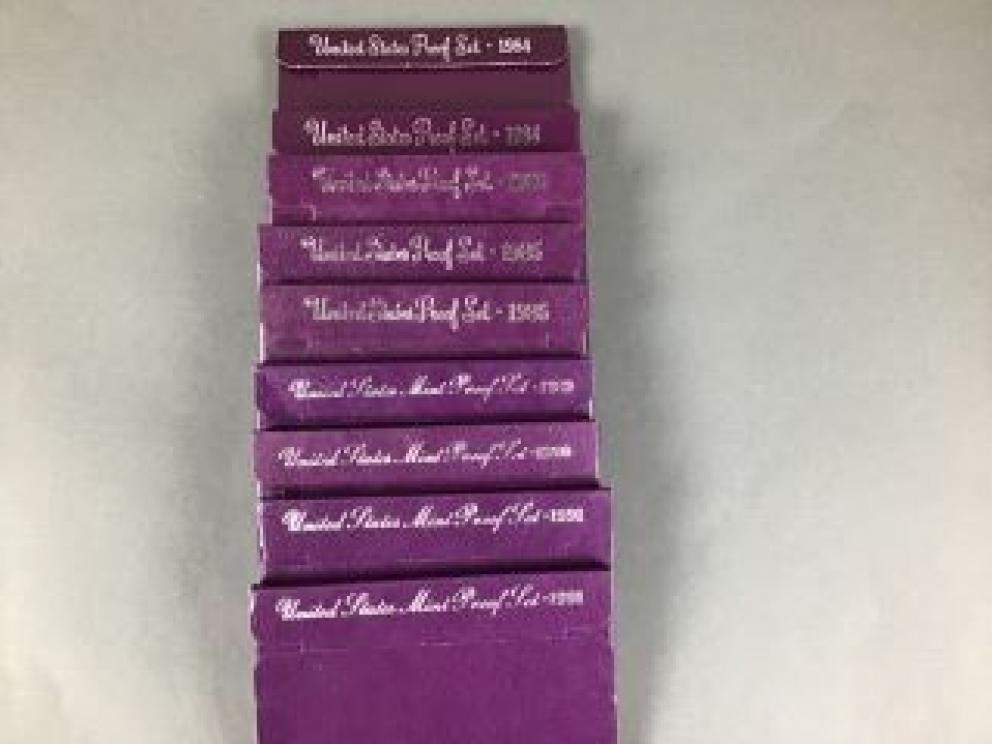 United States Proof Set - 1984
United States Proof Set - 1984
United States Proof Set -
United States Proof Set - 1985
United States Proof Set - 1985
United States Mint Proof Set -
United States Mint Proof Set -
United States Mint Proof Set -
United States Mint Proof Set -